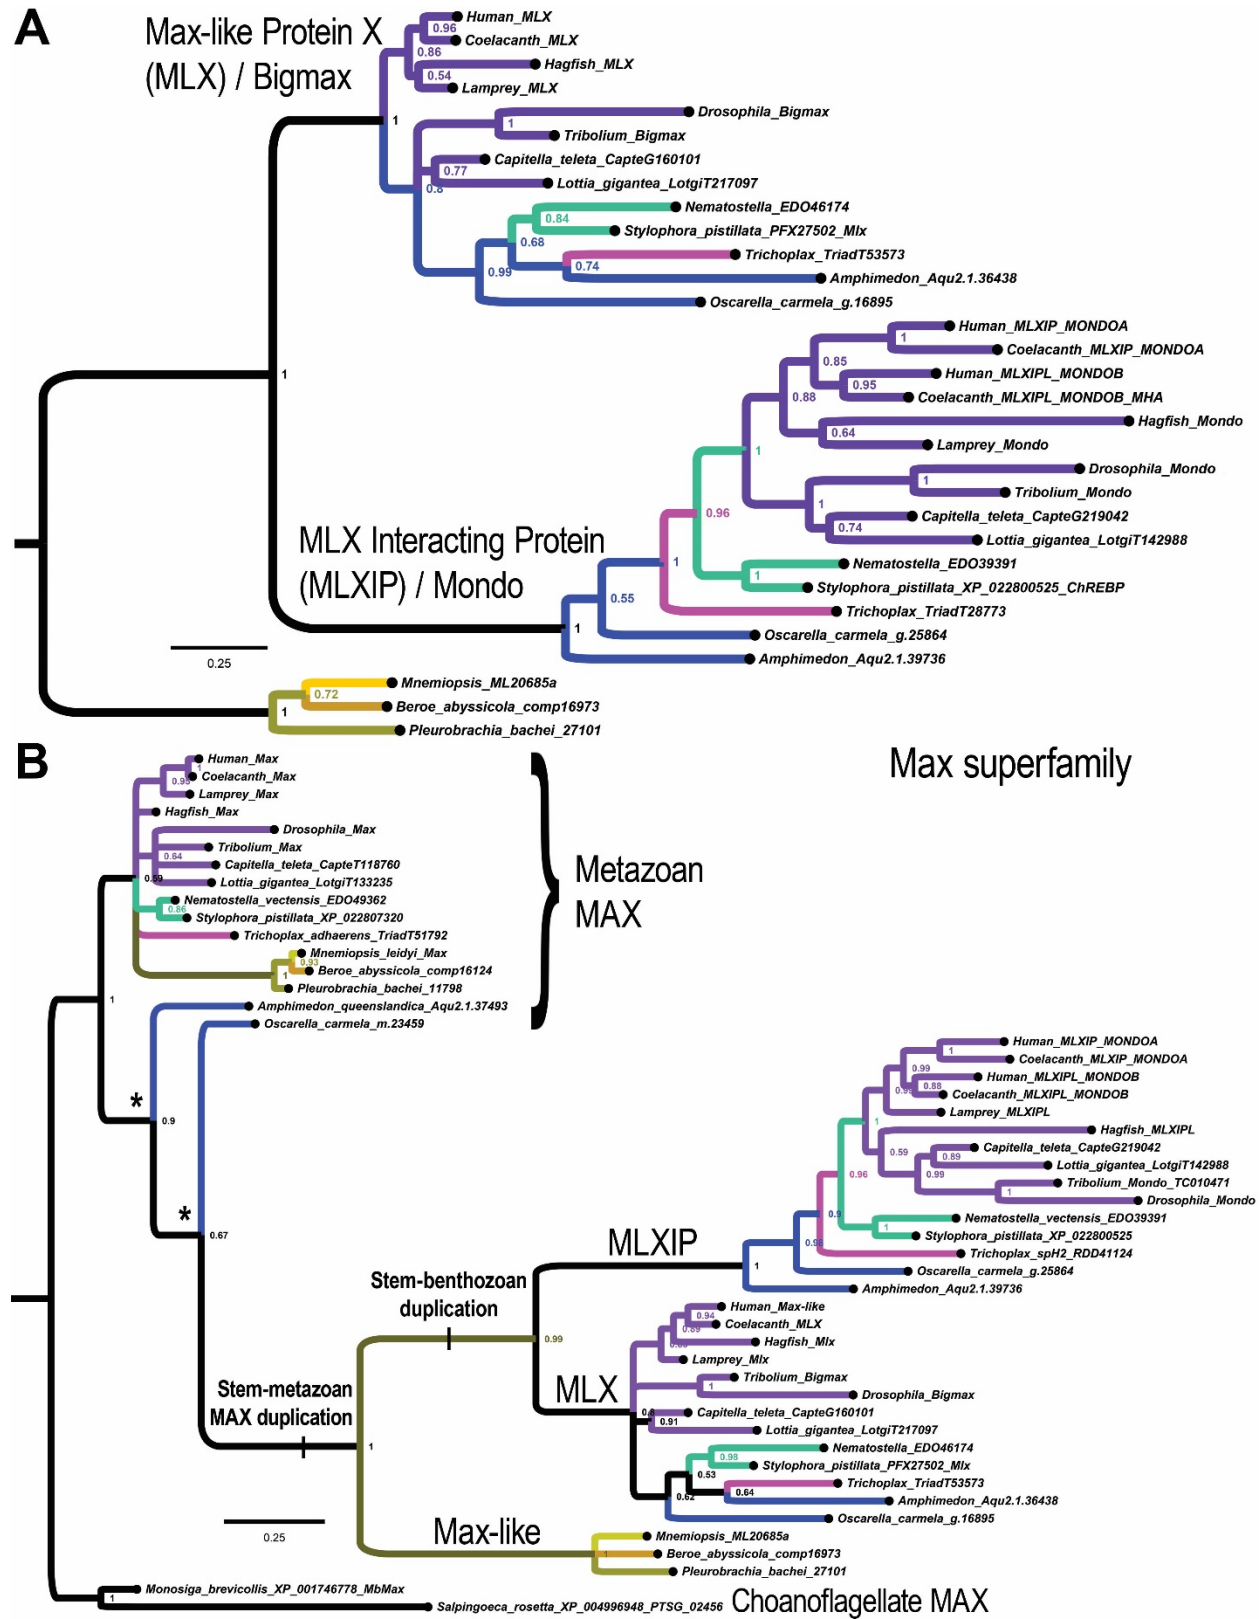 A
Max-like Protein X
(MLX) / Bigmax
Human_MLX
0.96
Coelacanth_MLX
0.86
Hagfish_MLX
0.54
Lamprey_MLX
1
Drosophila_Bigmax
1
Tribolium_Bigmax
Capitella_teleta_CapteG160101
0.77
Lottia_gigantea_LotgiT217097
0.8
Nematostella_EDO46174
0.84
Stylophora_pistillata_PFX27502_Mlx
0.68
Trichoplax_TriadT53573
0.74
0.99
Amphimedon_Aqu2.1.36438
Oscarella_carmela_g.16895
Human_MLXIP_MONDOA
1
Coelacanth_MLXIP_MONDOA
0.85
Human_MLXIPL_MONDOB
1
0.95
0.88
Coelacanth_MLXIPL_MONDOB_MHA
Hagfish_Mondo
0.64
Lamprey_Mondo
1
Drosophila_Mondo
1
Tribolium_Mondo
1
0.96
Capitella_teleta_CapteG219042
0.74
Lottia_gigantea_LotgiT142988
MLX Interacting Protein
(MLXIP) / Mondo
1
Nematostella_EDO39391
1
Stylophora_pistillata_XP_022800525_ChREBP
0.55
Trichoplax_TriadT28773
1
Oscarella_carmela_g.25864
Amphimedon_Aqu2.1.39736
0.25
Mnemiopsis_ML20685a
0.72
Beroe_abyssicola_comp16973
1
Pleurobrachia_bachei_27101
B
Max superfamily
Human_Max
1
Coelacanth_Max
0.95
Lamprey_Max
Hagfish_Max
Drosophila_Max
Tribolium_Max
0.64
Capitella_teleta_CapteT118760
0.59
Lottia_gigantea_LotgiT133235
Nematostella_vectensis_EDO49362
0.86
Stylophora_pistillata_XP_022807320
Trichoplax_adhaerens_TriadT51792
Mnemiopsis_leidyi_Max
0.93
Beroe_abyssicola_comp16124
1
Pleurobrachia_bachei_11798
Metazoan
MAX
1
Amphimedon_queenslandica_Aqu2.1.37493
Oscarella_carmela_m.23459
*
0.9
*
0.67
Human_MLXIP_MONDOA
1
Coelacanth_MLXIP_MONDOA
0.99
Human_MLXIPL_MONDOB
0.88
Coelacanth_MLXIPL_MONDOB
Lamprey_MLXIPL
1
Hagfish_MLXIPL
Capitella_teleta_CapteG219042
0.59
0.89
Lottia_gigantea_LotgiT142988
0.96
0.99
Tribolium_Mondo_TC010471
1
Drosophila_Mondo
0.9
Nematostella_vectensis_EDO39391
1
Stylophora_pistillata_XP_022800525
MLXIP
Trichoplax_spH2_RDD41124
1
Oscarella_carmela_g.25864
Amphimedon_Aqu2.1.39736
Stem-benthozoan
duplication
0.99
Human_Max-like
0.94
Coelacanth_MLX
Hagfish_Mlx
Lamprey_Mlx
Tribolium_Bigmax
1
MLX
Drosophila_Bigmax
Capitella_teleta_CapteG160101
0.91
Lottia_gigantea_LotgiT217097
Stem-metazoan
MAX duplication
1
Nematostella_EDO46174
0.98
Stylophora_pistillata_PFX27502_Mlx
0.53
Trichoplax_TriadT53573
0.64
0.62
Amphimedon_Aqu2.1.36438
Oscarella_carmela_g.16895
0.25
Max-like
Mnemiopsis_ML20685a
1
Beroe_abyssicola_comp16973
Pleurobrachia_bachei_27101
Monosiga_brevicollis_XP_001746778_MbMax
1
Salpingoeca_rosetta_XP_004996948_PTSG_02456
Choanoflagellate MAX